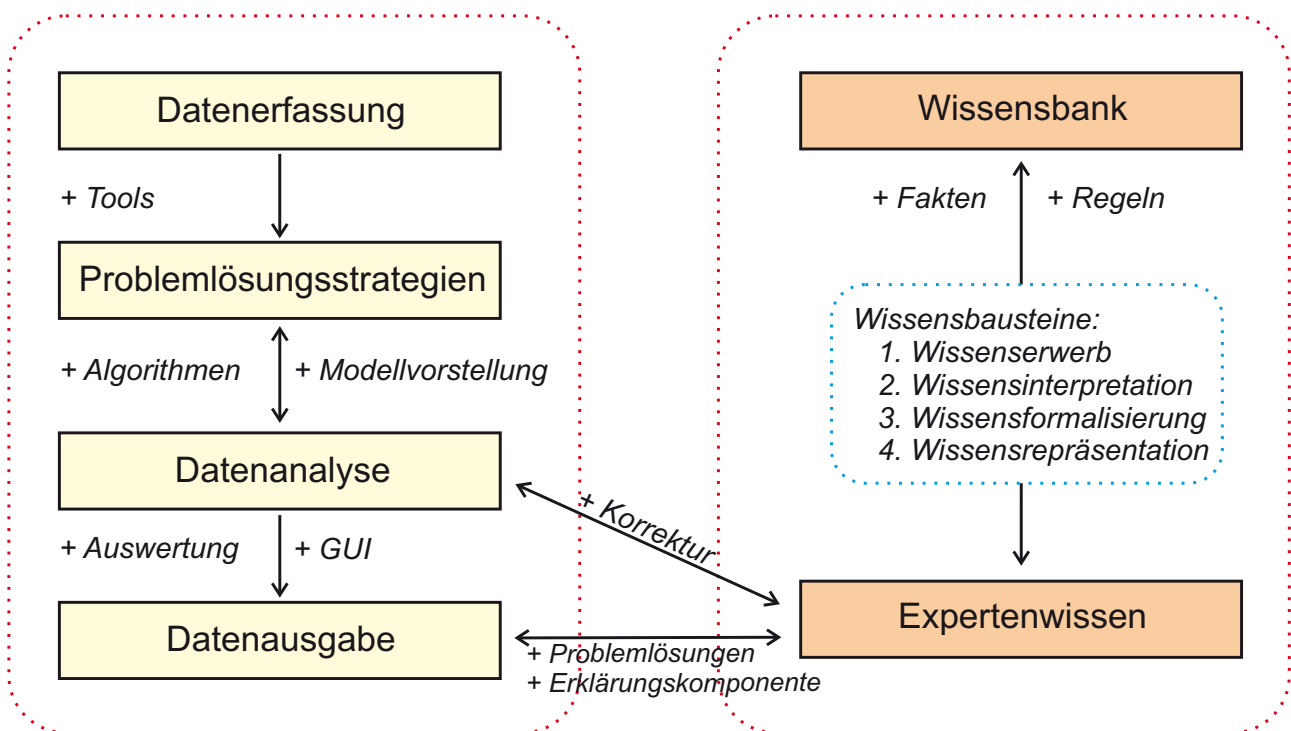 Datenerfassung
+ Tools
Problemlösungsstrategien
+ Algorithmen
+ Modellvorstellung
Datenanalyse
+ Auswertung
+ GUI
Datenausgabe
+ Korrektur
+ Problemlösungen
+ Erklärungskomponente
Wissensbank
+ Fakten
+ Regeln
Wissensbausteine:
1. Wissenserwerb
2. Wissensinterpretation
3. Wissensformalisierung
4. Wissensrepräsentation
Expertenwissen